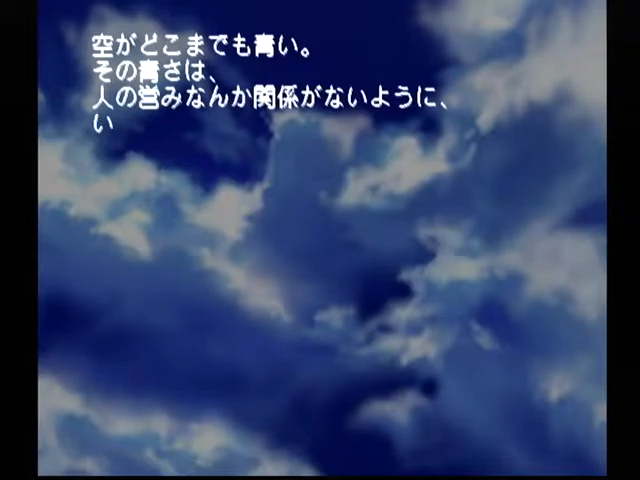 空がどこまでも青い。
その青さは、
人の営みなんか関係がないように、
い